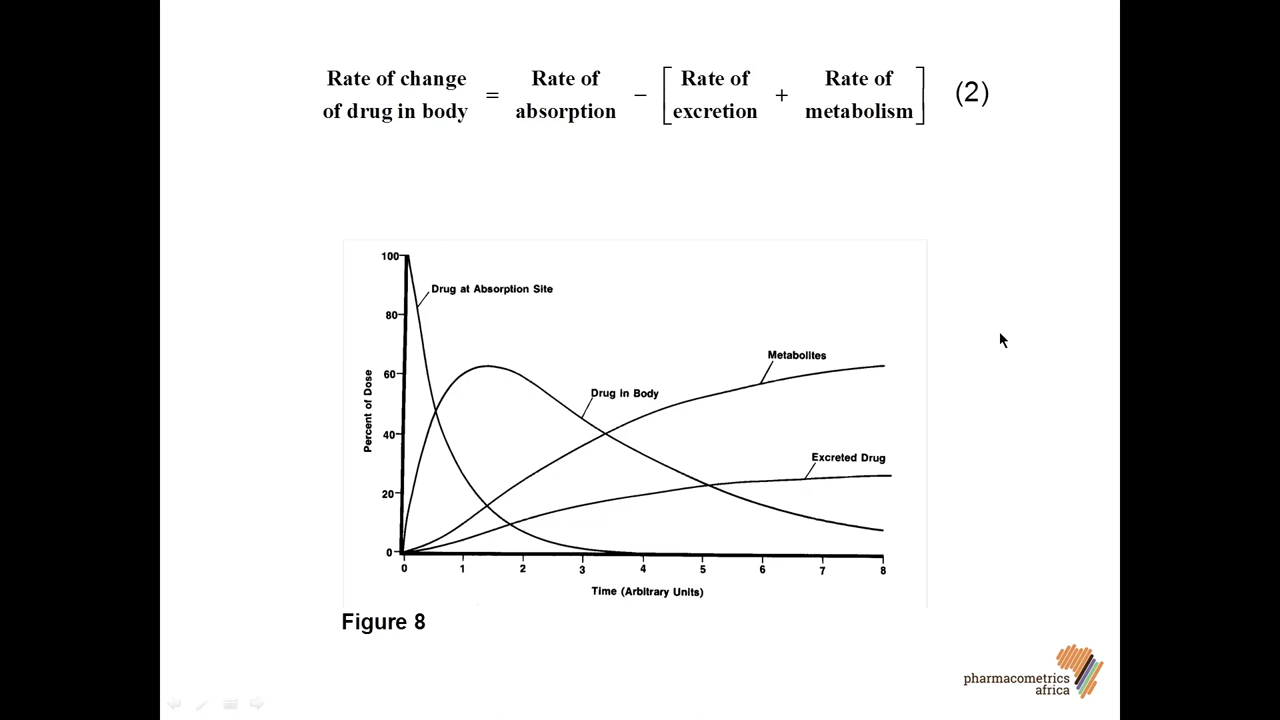 Rate of change = Rate of − [ Rate of + Rate of ] (2)
of drug in body absorption excretion metabolism
100
80
60
40
20
0
Percent of Dose
Drug at Absorption Site
Metabolites
Drug in Body
Excreted Drug
0 1 2 3 4 5 6 7 8
Time (Arbitrary Units)
Figure 8
pharmacometrics
africa